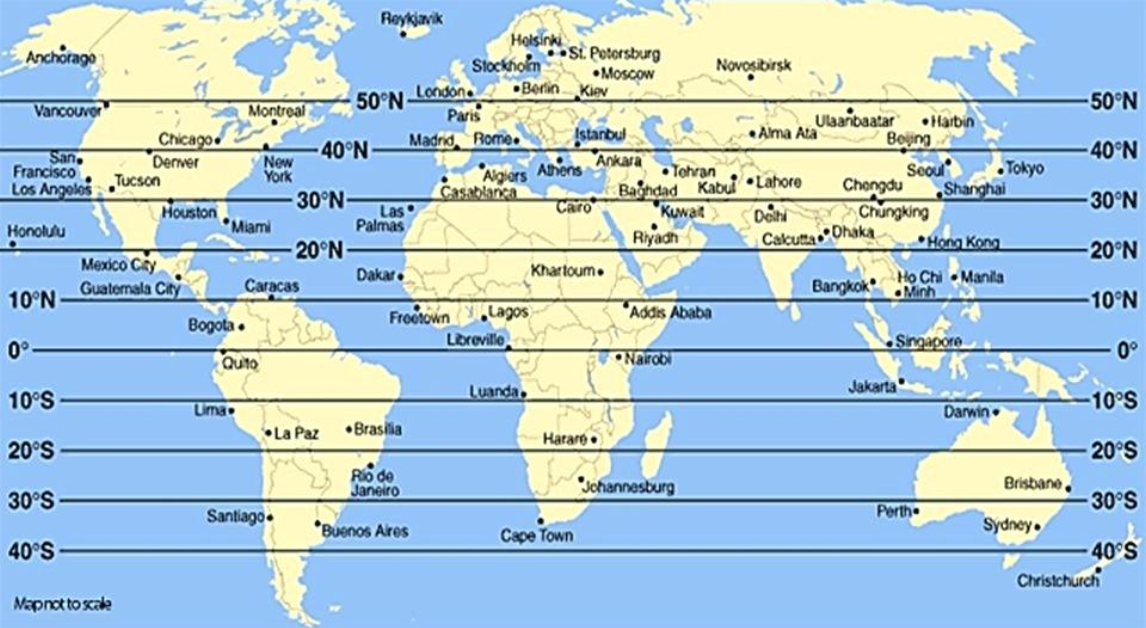 Reykjavik
Anchorage
Helsinki
St. Petersburg
Stockholm
Moscow
Novosibirsk
London
Berlin
Kiev
50°N
50°N
Vancouver
Montreal
Paris
Ulaanbaatar
Harbin
Chicago
Madrid
Rome
Istanbul
Alma Ata
Beijing
40°N
40°N
San
Francisco
Denver
New
York
Algiers
Athens
Ankara
Tehran
Seoul
Tokyo
Los Angeles
Tucson
Casablanca
Baghdad
Kabul
Lahore
Chengdu
Shanghai
30°N
30°N
Houston
Miami
Las
Palmas
Cairo
Kuwait
Delhi
Chungking
Honolulu
Riyadh
Calcutta
Dhaka
Hong Kong
20°N
20°N
Mexico City
Guatemala City
Caracas
Dakar
Khartoum
Bangkok
Ho Chi
Minh
Manila
10°N
10°N
Bogota
Freetown
Lagos
Addis Ababa
Libreville
Singapore
0°
0°
Quito
Nairobi
Jakarta
Luanda
10°S
10°S
Lima
Darwin
La Paz
Brasilia
Harare
20°S
20°S
Rio de
Janeiro
Johannesburg
Brisbane
30°S
30°S
Santiago
Buenos Aires
Cape Town
Perth
Sydney
40°S
40°S
Christchurch
Map not to scale